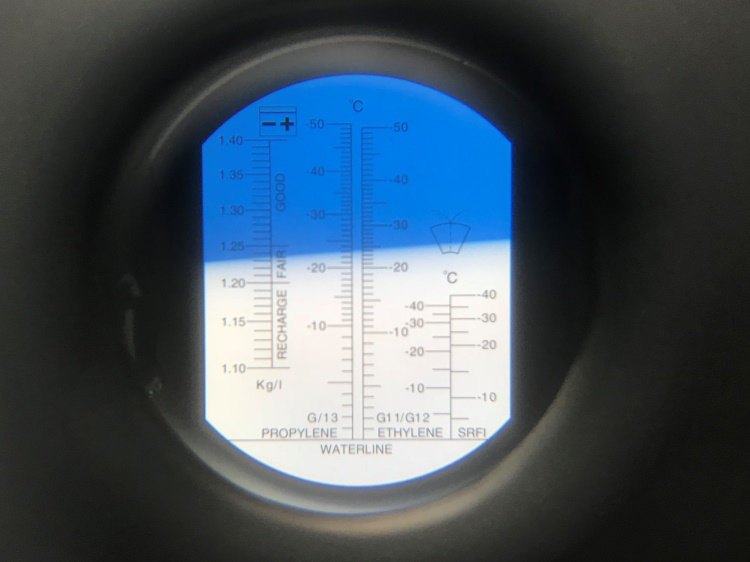 °C
- +
1.40
1.35
1.30
1.25
1.20
1.15
1.10
GOOD
FAIR
RECHARGE
Kg/l
-50
-40
-30
-20
-10
G/13
PROPYLENE
-50
-40
-30
-20
-10
G11/G12
ETHYLENE
°C
-40
-30
-20
-10
-40
-30
-20
-10
SRFI
WATERLINE